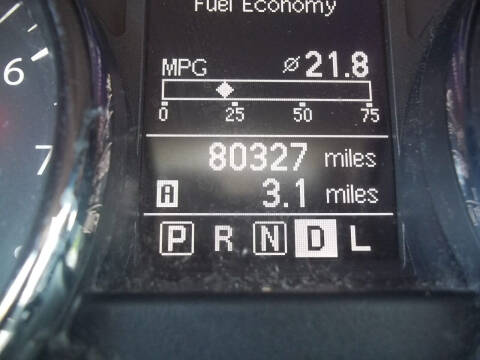 Fuel Economy
MPG ⌀21.8
0 25 50 75
80327 miles
A 3.1 miles
P R N D L
6
7